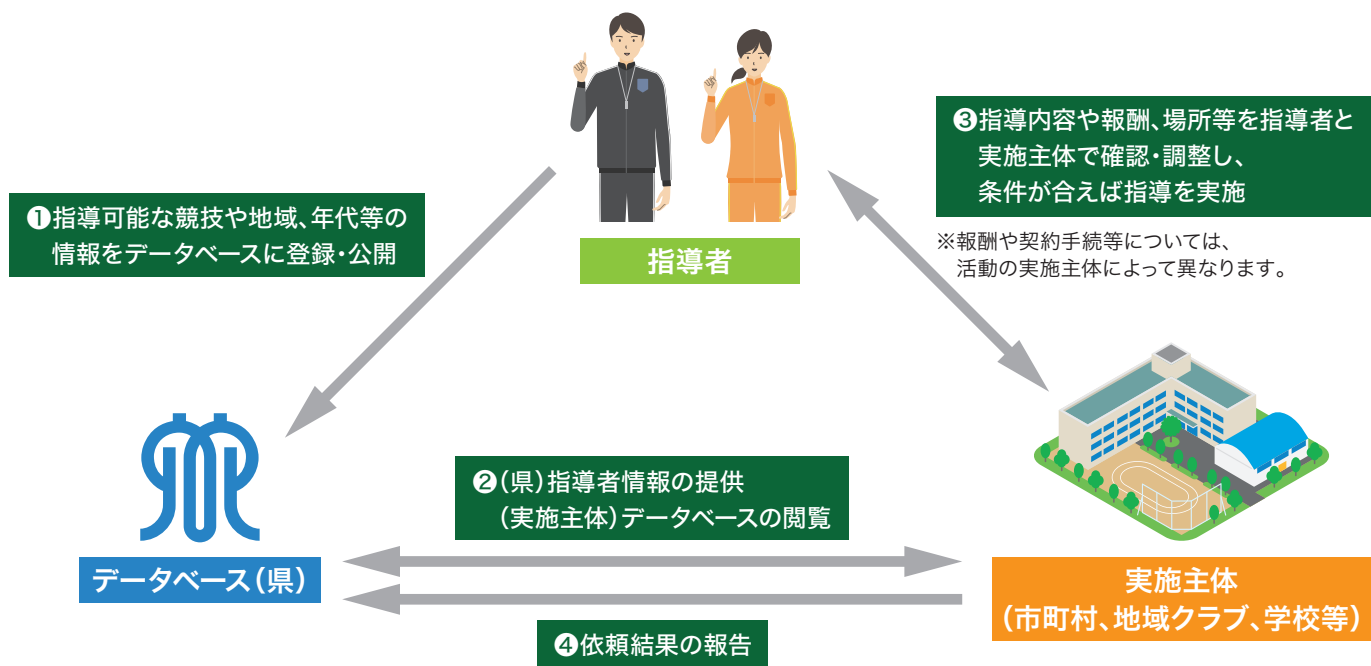 ❸指導内容や報酬、場所等を指導者と
実施主体で確認・調整し、
条件が合えば指導を実施
❶指導可能な競技や地域、年代等の
情報をデータベースに登録・公開
※報酬や契約手続等については、
活動の実施主体によって異なります。
指導者
❷(県)指導者情報の提供
(実施主体)データベースの閲覧
データベース(県)
実施主体
(市町村、地域クラブ、学校等)
❹依頼結果の報告